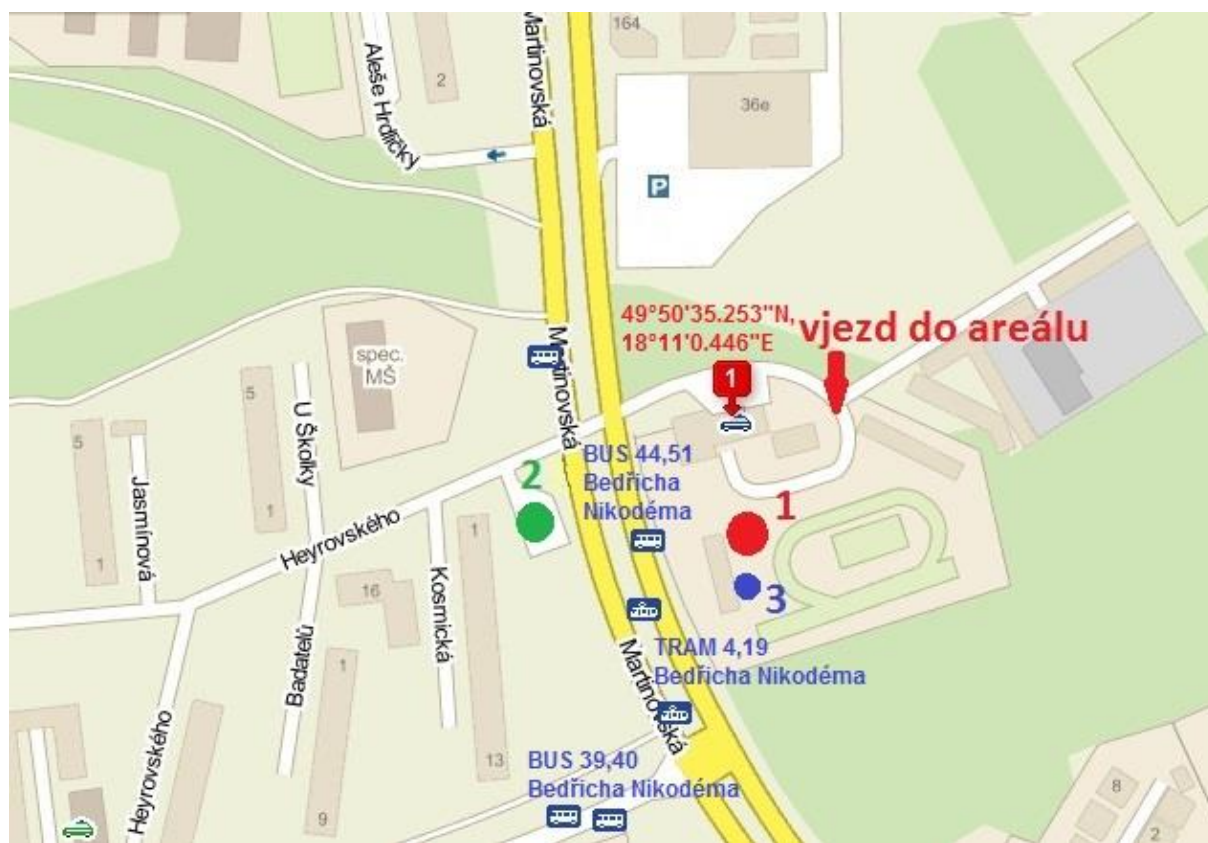 Martinovská
164
Aleše Hrdličky
2
36e
P
49°50'35.253"N,
18°11'0.446"E
vjezd do areálu
spec.
MŠ
Martinovská
1
5
5
U Školky
BUS 44,51
Bedřicha
Nikodéma
2
1
Jasmínová
1
1
1
Heyrovského
3
Kosmická
16
TRAM 4,19
Bedřicha Nikodéma
Martinovská
Badatelů
1
Heyrovského
13
BUS 39,40
Bedřicha Nikodéma
9
8
2